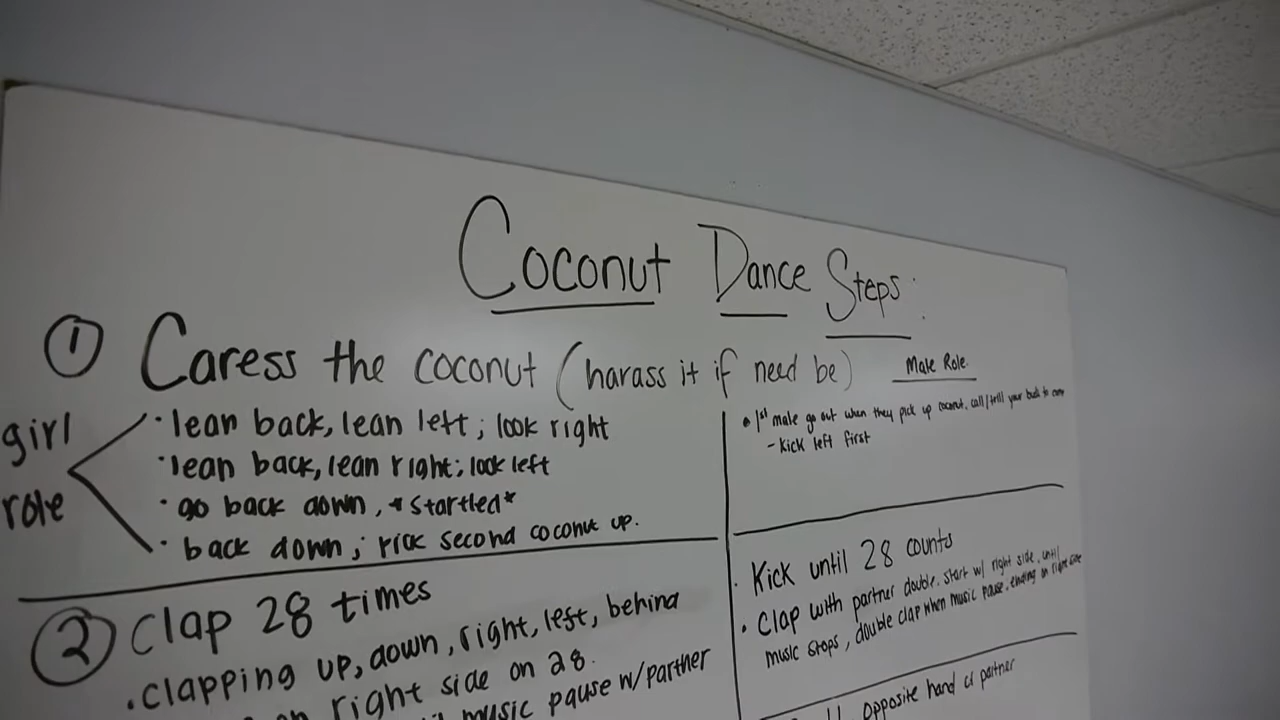 Coconut Dance Steps:
① Caress the coconut (harass it if need be)
girl role
· lean back, lean left; look right
· lean back, lean right; look left
· go back down, *startled*
· back down; pick second coconut up.
Male Role
• 1st male go out when they pick up coconut, call/tell your buds to come
- Kick left first
② Clap 28 times
· clapping up, down, right, left, behind
on right side on 28.
music pause w/partner
· Kick until 28 counts
· Clap with partner double, start w/ right side, until
music stops, double clap when music pause, ending on right side
opposite hand of partner